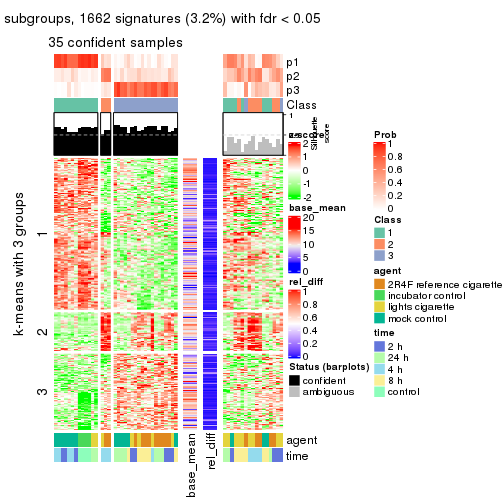 subgroups, 1662 signatures (3.2%) with fdr < 0.05
35 confident samples
p1
p2
p3
Class
1
Silhouette
score
k-means with 3 groups
1
2
3
base_mean
rel_diff
agent
time
z-score
2
1
0
-1
-2
base_mean
20
15
10
5
0
rel_diff
1
0.8
0.6
0.4
0.2
0
Status (barplots)
confident
ambiguous
Prob
1
0.8
0.6
0.4
0.2
0
Class
1
2
3
agent
2R4F reference cigarette
incubator control
lights cigarette
mock control
time
2 h
24 h
4 h
8 h
control